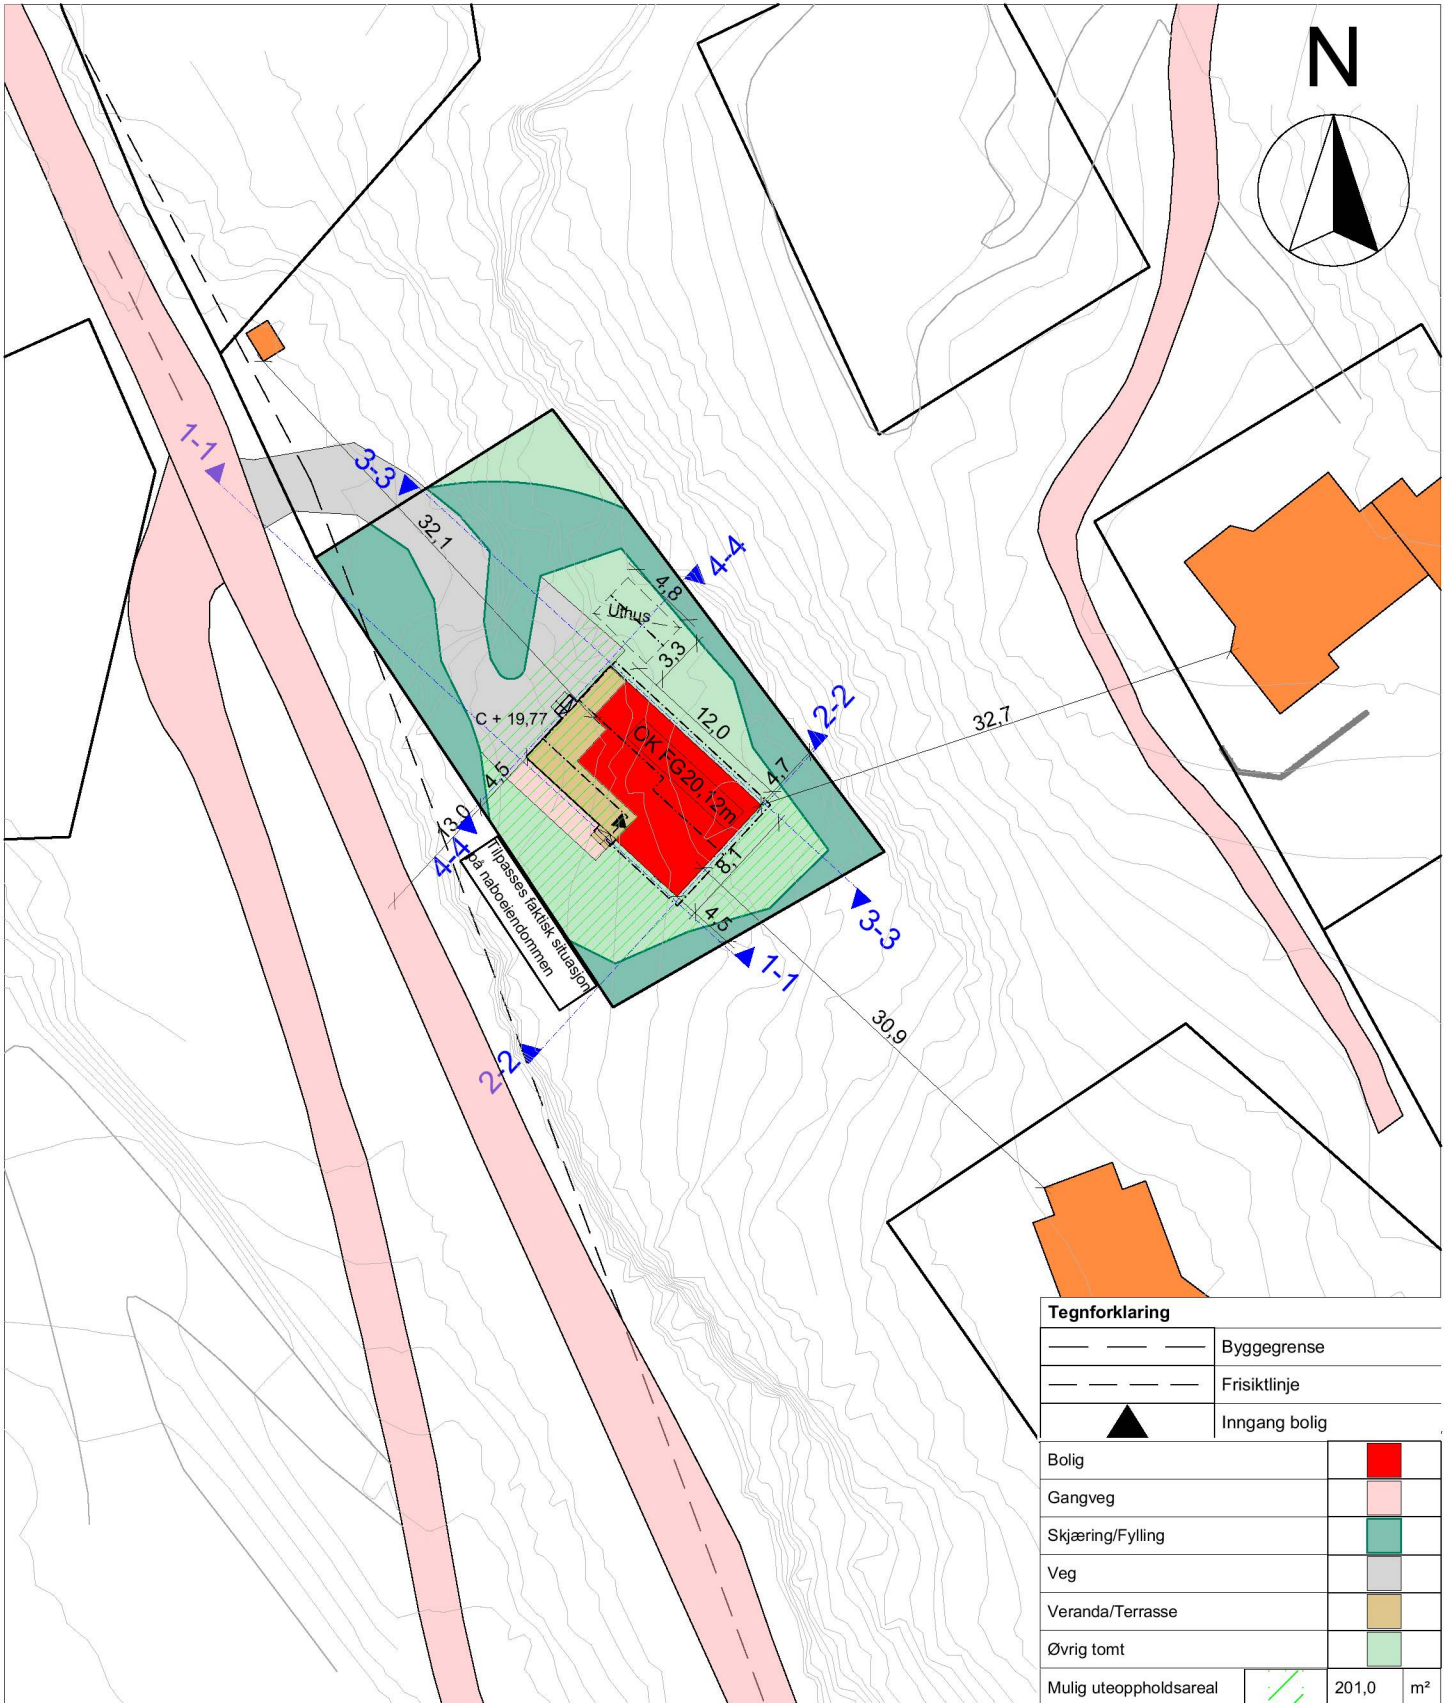 N
1-1
3-3
32,1
4-4
4,8
Uthus
3,3
2-2
12,0
32,7
C + 19,77
OK FG20,12m
4,7
4,5
13,0
4-4
8,1
Tilpasses faktisk situasjon
på naboeiendommen
4,5
3-3
1-1
30,9
2-2
Tegnforklaring
Byggegrense
Frisiktlinje
Inngang bolig
Bolig
Gangveg
Skjæring/Fylling
Veg
Veranda/Terrasse
Øvrig tomt
Mulig uteoppholdsareal 201,0 m²